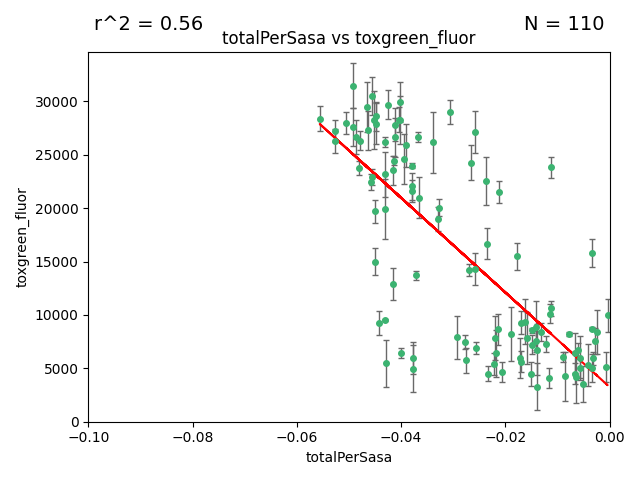 r^2 = 0.56
N = 110
totalPerSasa vs toxgreen_fluor
30000
25000
20000
15000
10000
5000
0
toxgreen_fluor
−0.10
−0.08
−0.06
−0.04
−0.02
0.00
totalPerSasa